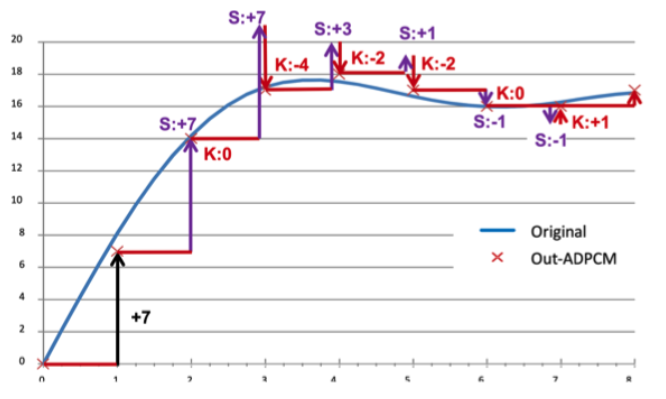 S:+7
S:+3
S:+1
20
K:-4
K:-2
K:-2
18
K:0
16
S:+7
S:-1
K:+1
14
K:0
S:-1
12
10
8
Original
6
Out-ADPCM
4
+7
2
0
0 1 2 3 4 5 6 7 8